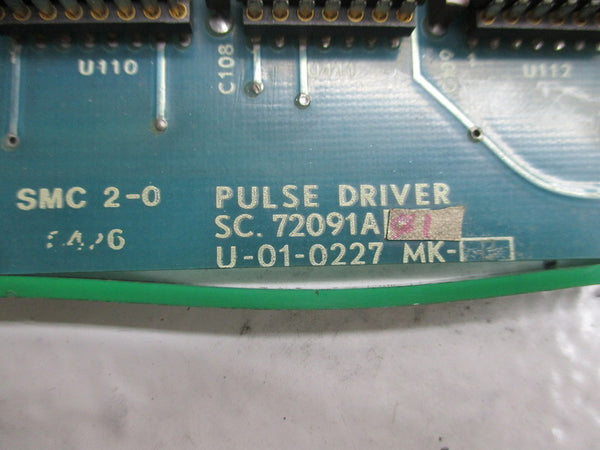 U110
C108
U112
SMC 2-0
PULSE DRIVER
SC. 72091A 01
U-01-0227 MK-